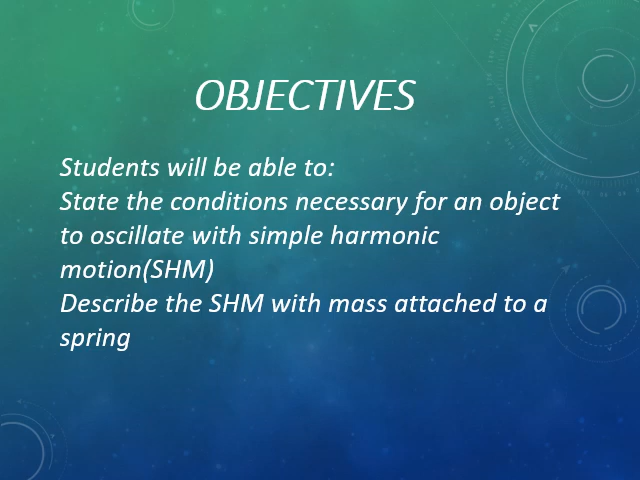 OBJECTIVES
Students will be able to:
State the conditions necessary for an object
to oscillate with simple harmonic
motion(SHM)
Describe the SHM with mass attached to a
spring